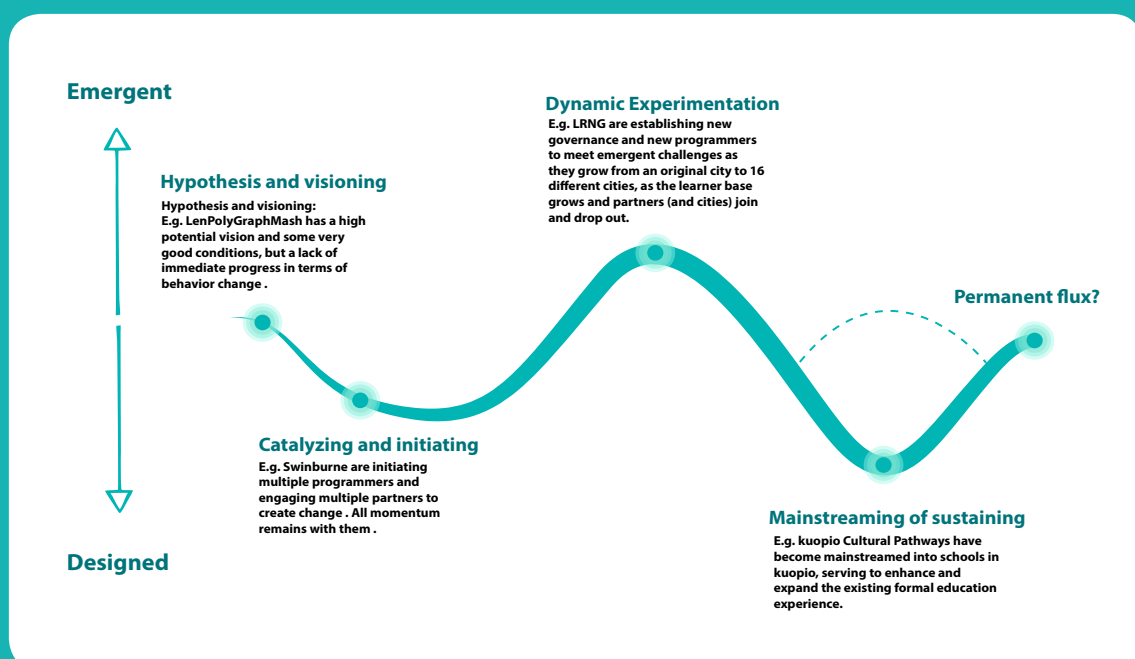 Emergent
Hypothesis and visioning
Hypothesis and visioning:
E.g. LenPolyGraphMash has a high
potential vision and some very
good conditions, but a lack of
immediate progress in terms of
behavior change .
Dynamic Experimentation
E.g. LRNG are establishing new
governance and new programmers
to meet emergent challenges as
they grow from an original city to 16
different cities, as the learner base
grows and partners (and cities) join
and drop out.
Permanent flux?
Catalyzing and initiating
E.g. Swinburne are initiating
multiple programmers and
engaging multiple partners to
create change . All momentum
remains with them .
Mainstreaming of sustaining
E.g. kuopio Cultural Pathways have
become mainstreamed into schools in
kuopio, serving to enhance and
expand the existing formal education
experience.
Designed